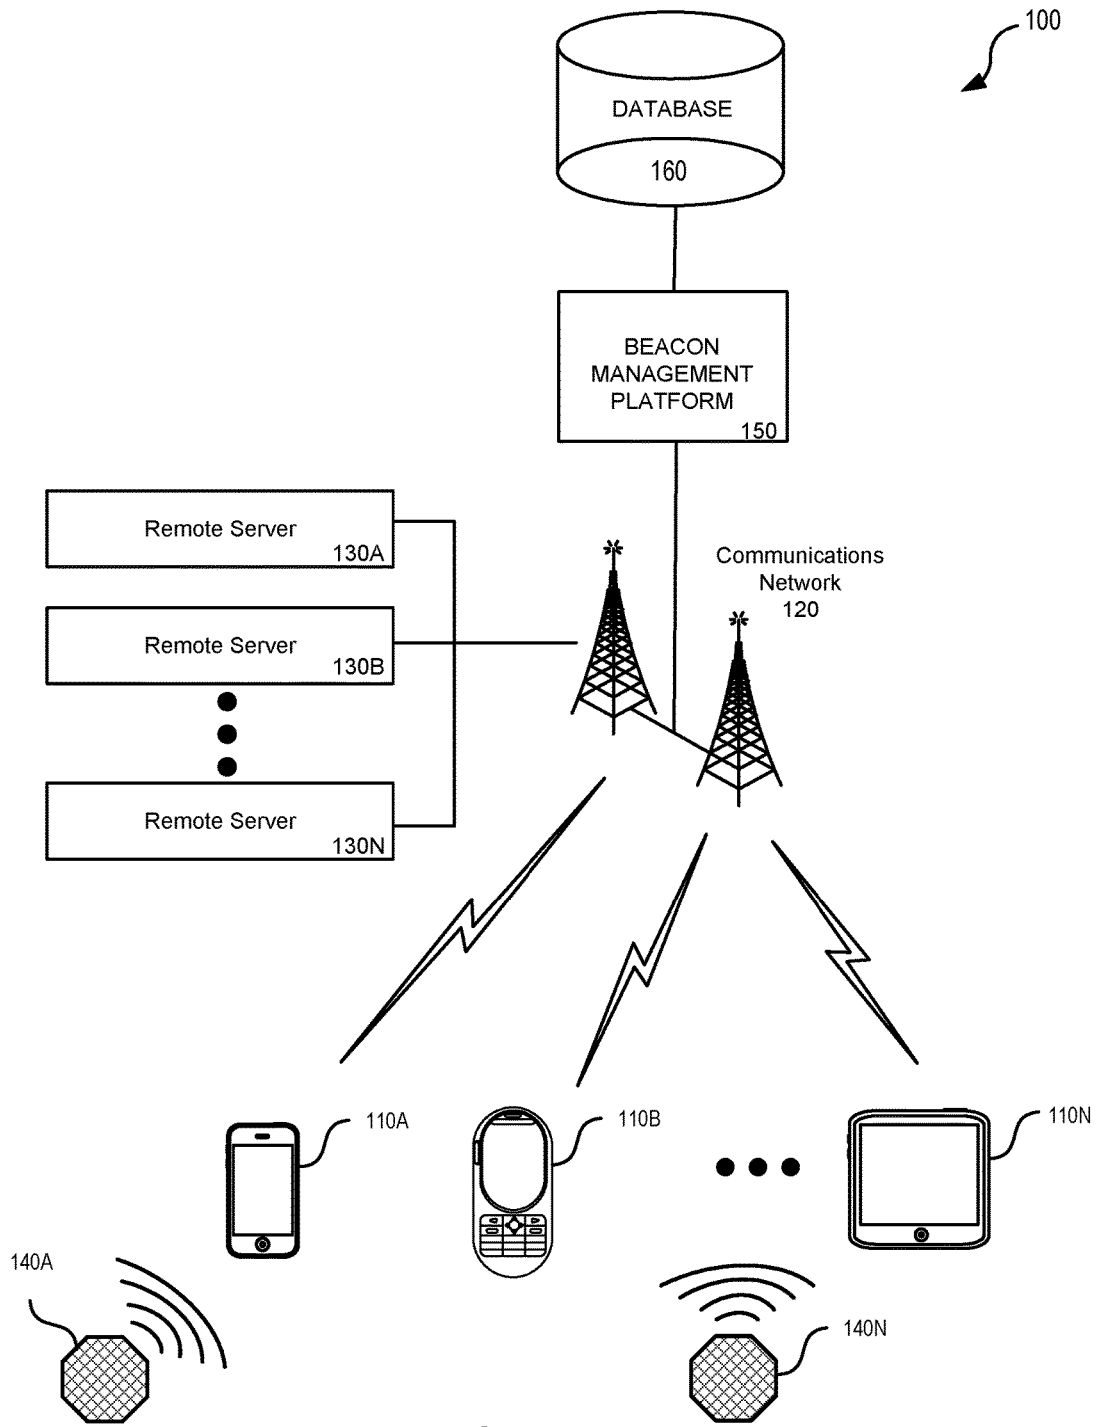 100
DATABASE
160
BEACON
MANAGEMENT
PLATFORM
150
Remote Server
130A
Communications
Network
120
Remote Server
130B
Remote Server
130N
110A
110B
110N
140A
140N